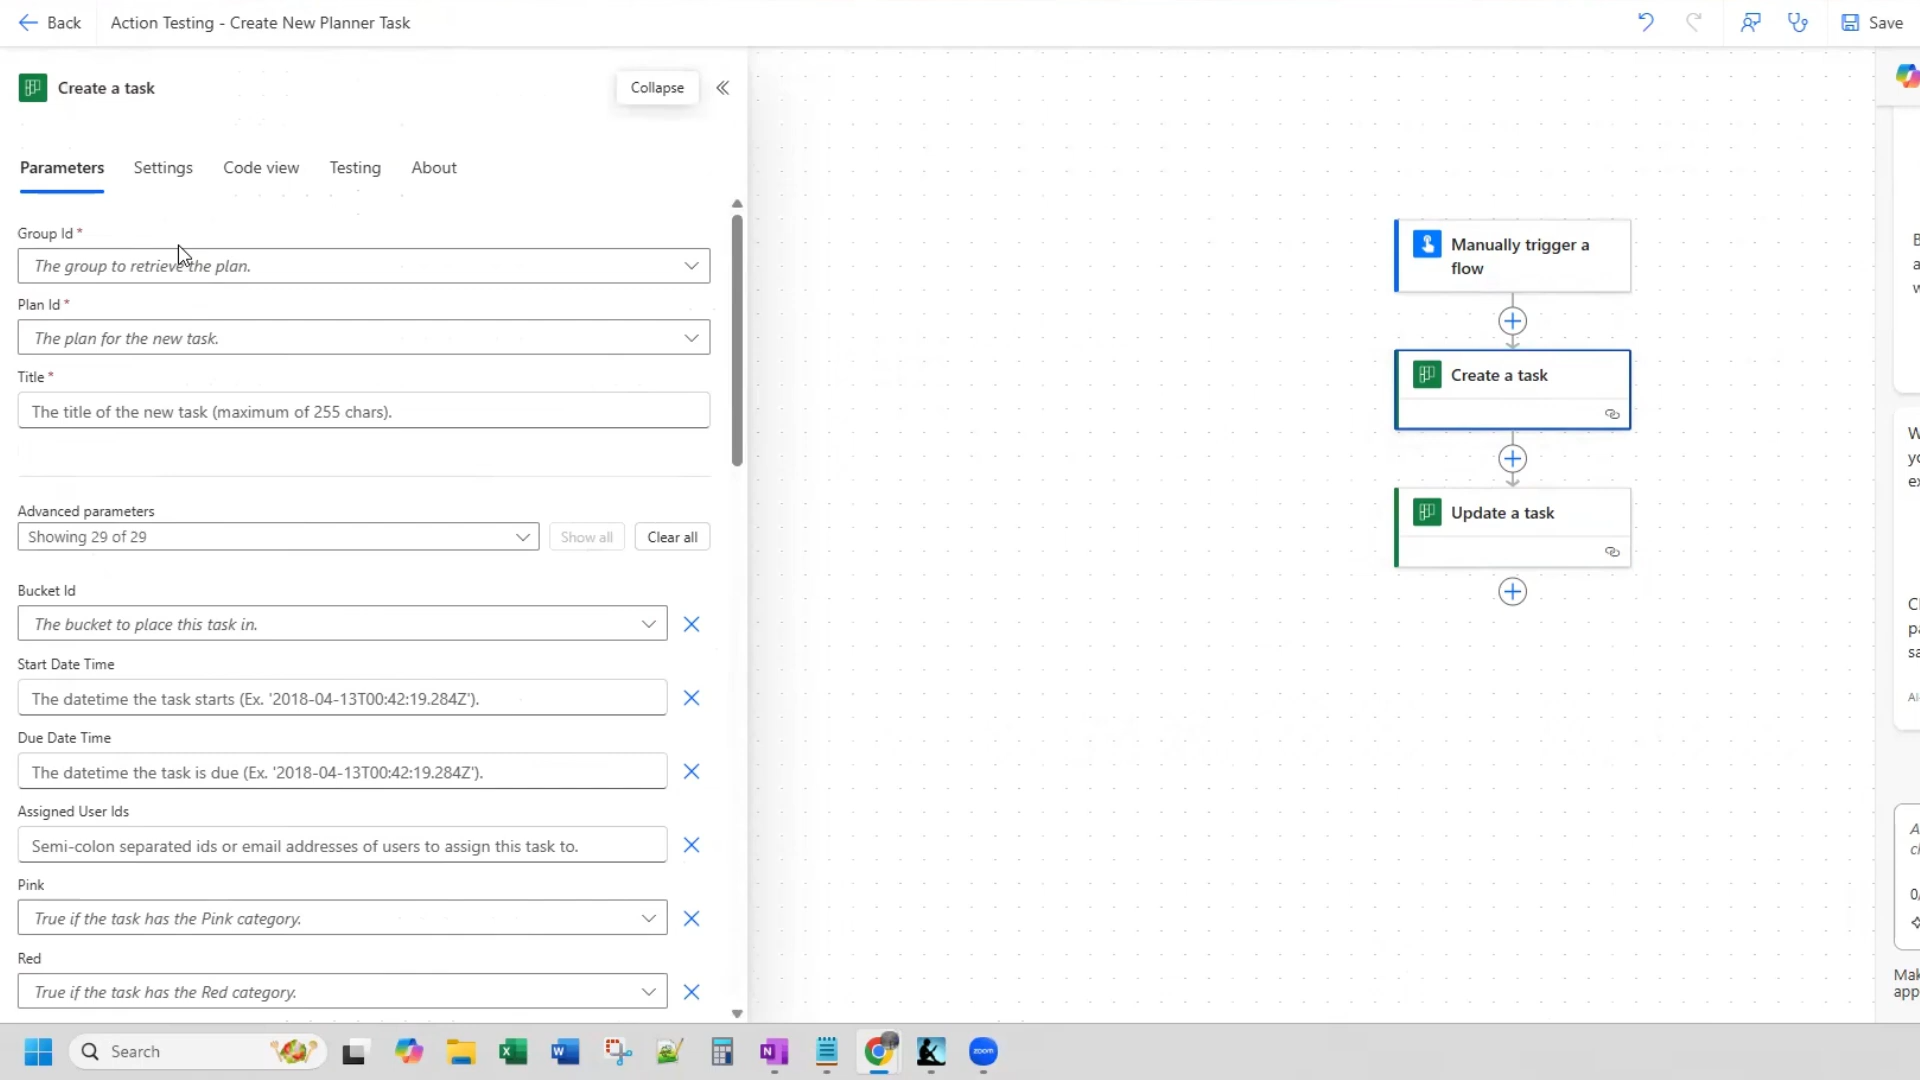 Back
Action Testing - Create New Planner Task
Save
Create a task
Collapse
Parameters
Settings
Code view
Testing
About
Group Id *
The group to retrieve the plan.
Plan Id *
The plan for the new task.
Title *
The title of the new task (maximum of 255 chars).
Advanced parameters
Showing 29 of 29
Show all
Clear all
Bucket Id
The bucket to place this task in.
Start Date Time
The datetime the task starts (Ex. '2018-04-13T00:42:19.284Z').
Due Date Time
The datetime the task is due (Ex. '2018-04-13T00:42:19.284Z').
Assigned User Ids
Semi-colon separated ids or email addresses of users to assign this task to.
Pink
True if the task has the Pink category.
Red
True if the task has the Red category.
Manually trigger a
flow
Create a task
Update a task
Search
zoom